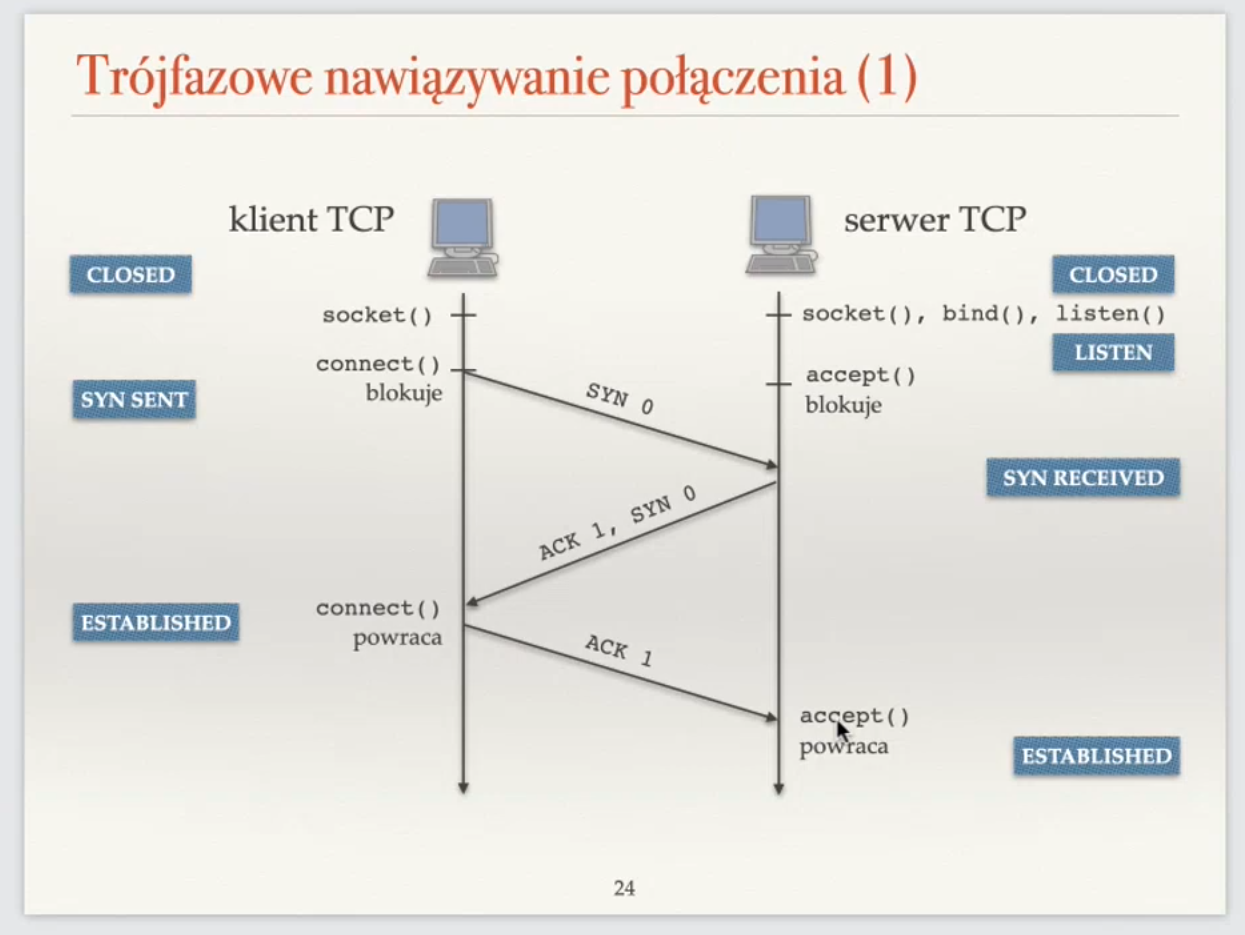 Trójfazowe nawiązywanie połączenia (1)
klient TCP
serwer TCP
CLOSED
CLOSED
socket()
socket(), bind(), listen()
LISTEN
connect()
blokuje
accept()
blokuje
SYN SENT
SYN 0
SYN RECEIVED
ACK 1, SYN 0
connect()
powraca
ESTABLISHED
ACK 1
accept()
powraca
ESTABLISHED
24